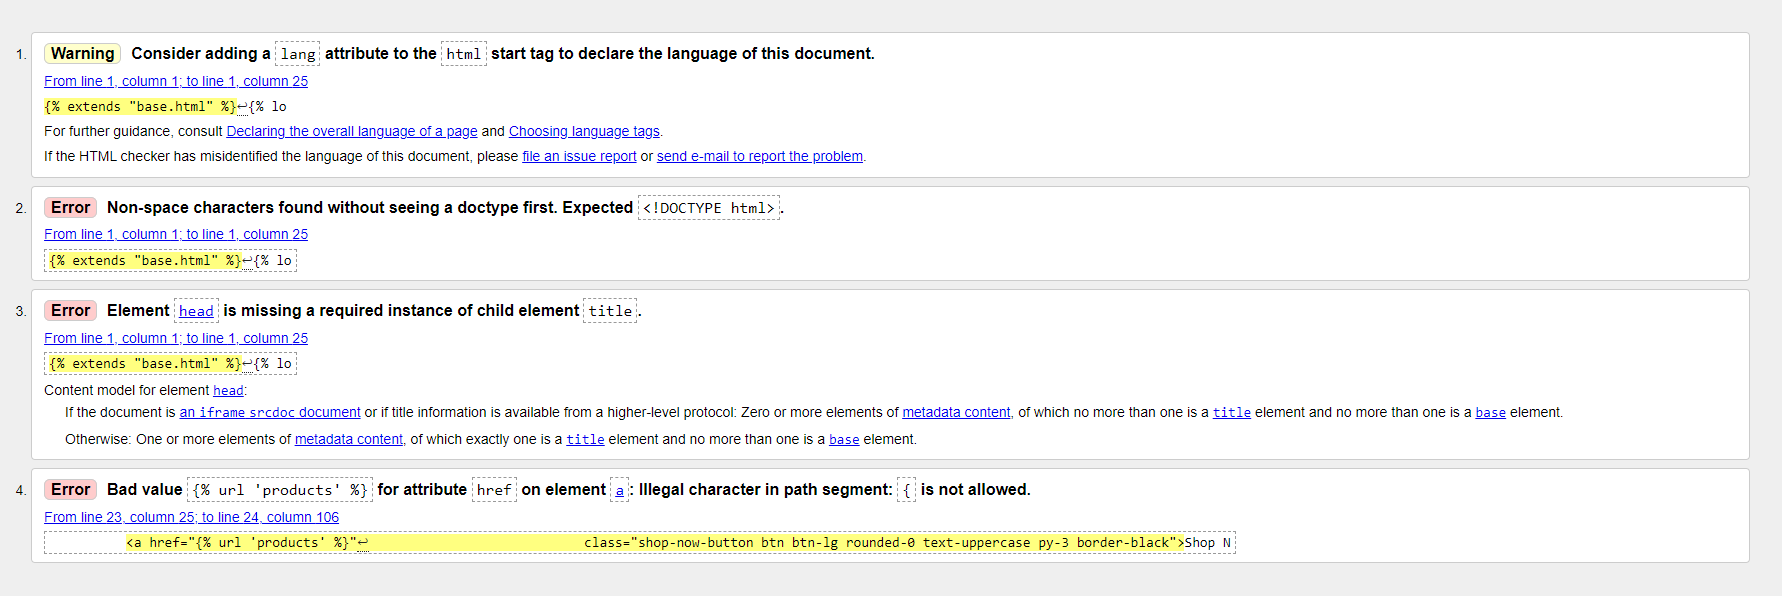 1. Warning Consider adding a lang attribute to the html start tag to declare the language of this document.
From line 1, column 1; to line 1, column 25
{% extends "base.html" %}↩{% lo
For further guidance, consult Declaring the overall language of a page and Choosing language tags.
If the HTML checker has misidentified the language of this document, please file an issue report or send e-mail to report the problem.
2. Error Non-space characters found without seeing a doctype first. Expected <!DOCTYPE html>.
From line 1, column 1; to line 1, column 25
{% extends "base.html" %}↩{% lo
3. Error Element head is missing a required instance of child element title.
From line 1, column 1; to line 1, column 25
{% extends "base.html" %}↩{% lo
Content model for element head:
If the document is an iframe srcdoc document or if title information is available from a higher-level protocol: Zero or more elements of metadata content, of which no more than one is a title element and no more than one is a base element.
Otherwise: One or more elements of metadata content, of which exactly one is a title element and no more than one is a base element.
4. Error Bad value {% url 'products' %} for attribute href on element a: Illegal character in path segment: { is not allowed.
From line 23, column 25; to line 24, column 106
<a href="{% url 'products' %}"↩ class="shop-now-button btn btn-lg rounded-0 text-uppercase py-3 border-black">Shop N